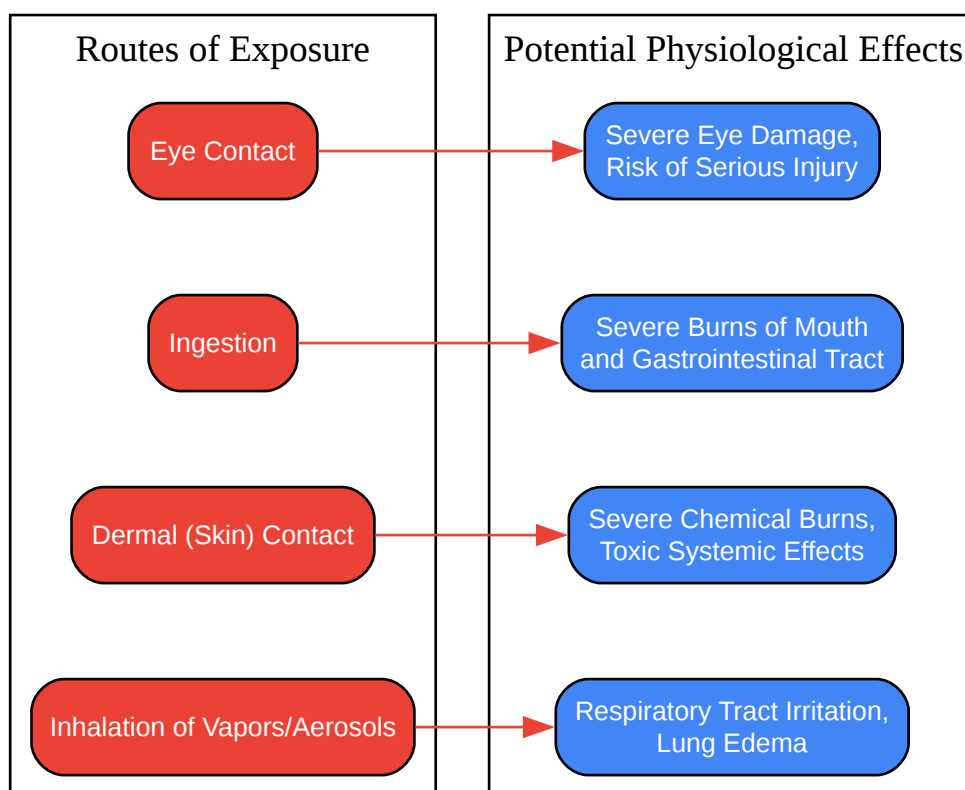 Routes of Exposure
Potential Physiological Effects
Eye Contact
Severe Eye Damage,
Risk of Serious Injury
Ingestion
Severe Burns of Mouth
and Gastrointestinal Tract
Dermal (Skin) Contact
Severe Chemical Burns,
Toxic Systemic Effects
Inhalation of Vapors/Aerosols
Respiratory Tract Irritation,
Lung Edema